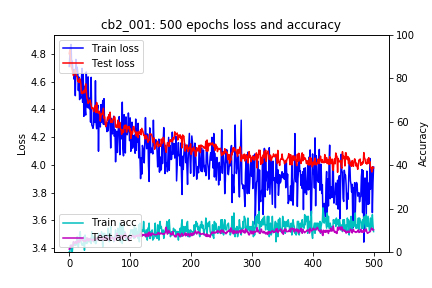 cb2_001: 500 epochs loss and accuracy
Train loss
Test loss
Train acc
Test acc
Loss
Accuracy
4.8
4.6
4.4
4.2
4.0
3.8
3.6
3.4
100
80
60
40
20
0
0 100 200 300 400 500